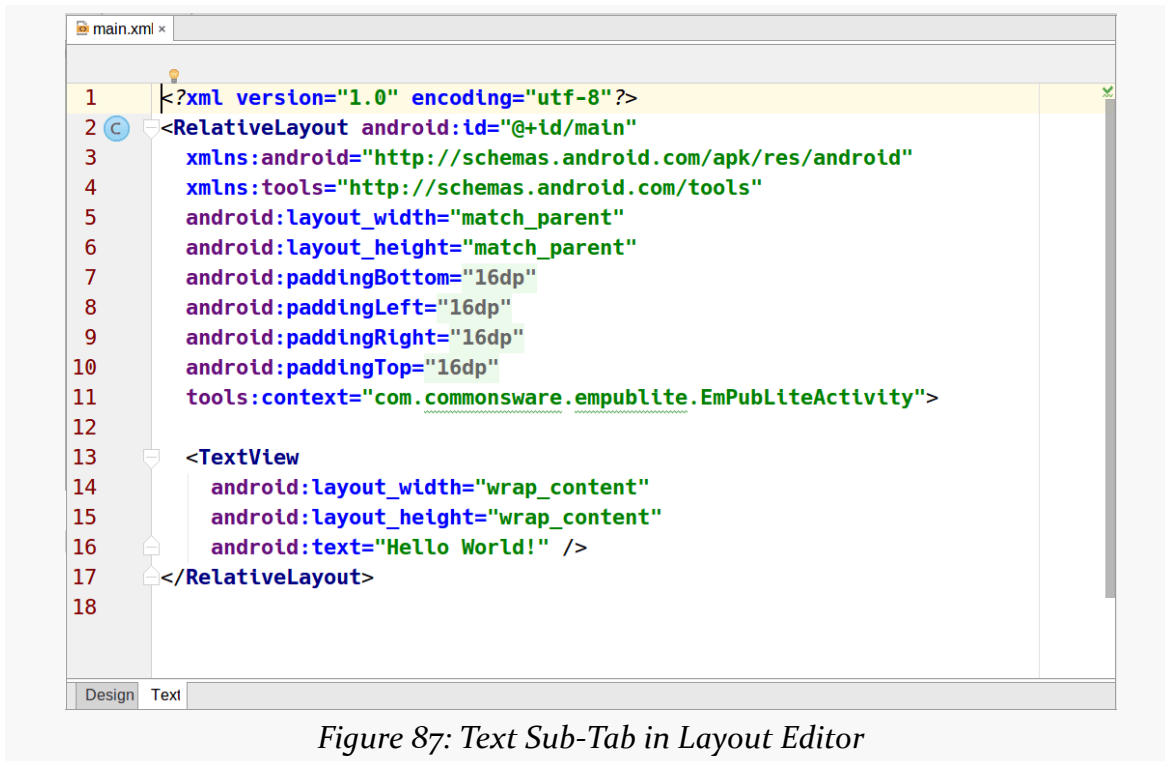 main.xml ×
1 <?xml version="1.0" encoding="utf-8"?>
2 C <RelativeLayout android:id="@+id/main"
3 xmlns:android="http://schemas.android.com/apk/res/android"
4 xmlns:tools="http://schemas.android.com/tools"
5 android:layout_width="match_parent"
6 android:layout_height="match_parent"
7 android:paddingBottom="16dp"
8 android:paddingLeft="16dp"
9 android:paddingRight="16dp"
10 android:paddingTop="16dp"
11 tools:context="com.commonsware.empublite.EmPubLiteActivity">
12
13 <TextView
14 android:layout_width="wrap_content"
15 android:layout_height="wrap_content"
16 android:text="Hello World!" />
17 </RelativeLayout>
18
Design Text
Figure 87: Text Sub-Tab in Layout Editor